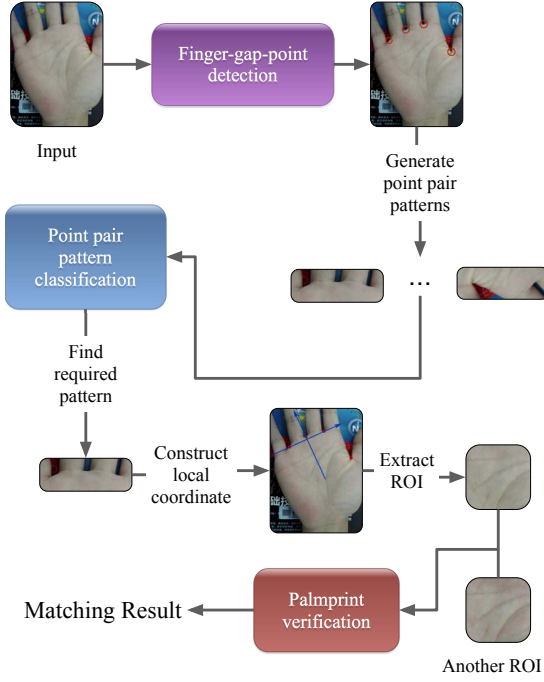 Finger-gap-point
detection
Input
Generate
point pair
patterns
Point pair
pattern
classification
...
Find
required
pattern
Construct
local
coordinate
Extract
ROI
Matching Result
Palmprint
verification
Another ROI